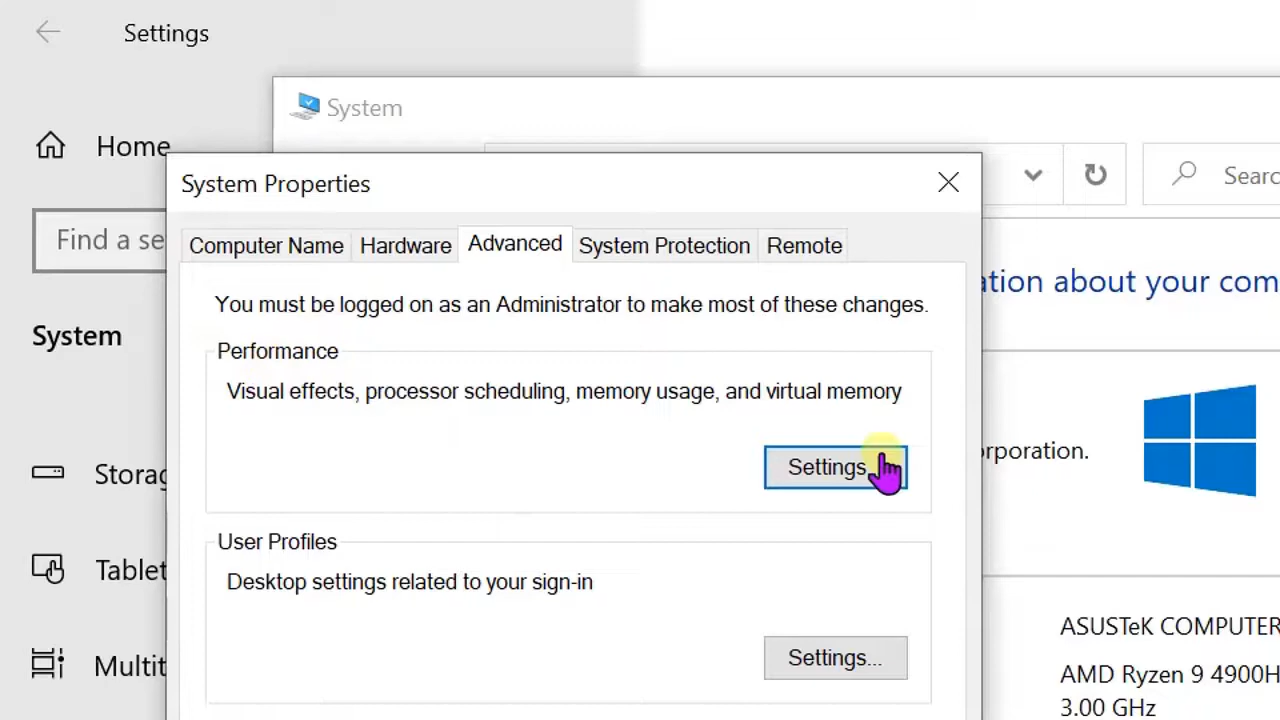 Settings
System
Home
System Properties
Searc
Find a se
Computer Name Hardware Advanced System Protection Remote
ation about your com
You must be logged on as an Administrator to make most of these changes.
System
Performance
Visual effects, processor scheduling, memory usage, and virtual memory
orporation.
Settings
Storag
User Profiles
Tablet
Desktop settings related to your sign-in
ASUSTeK COMPUTER
Settings...
Multit
AMD Ryzen 9 4900H
3.00 GHz